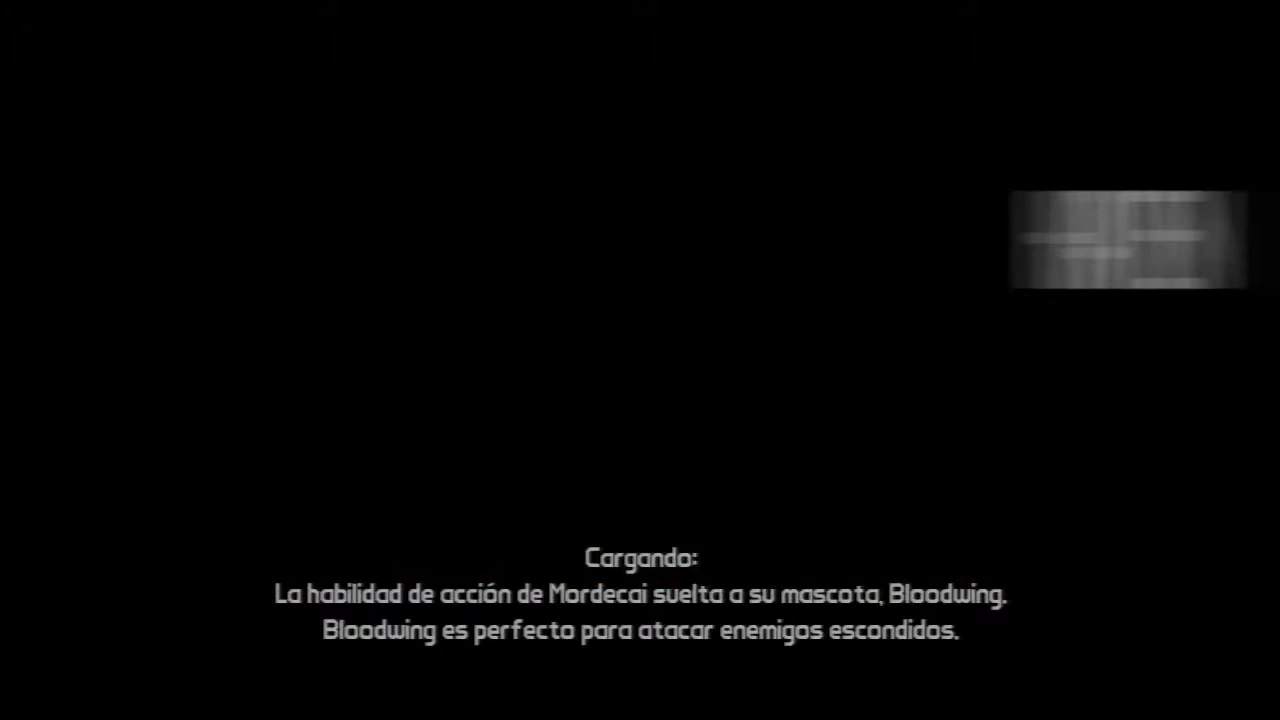 Cargando:
La habilidad de acción de Mordecai suelta a su mascota, Bloodwing.
Bloodwing es perfecto para atacar enemigos escondidos.